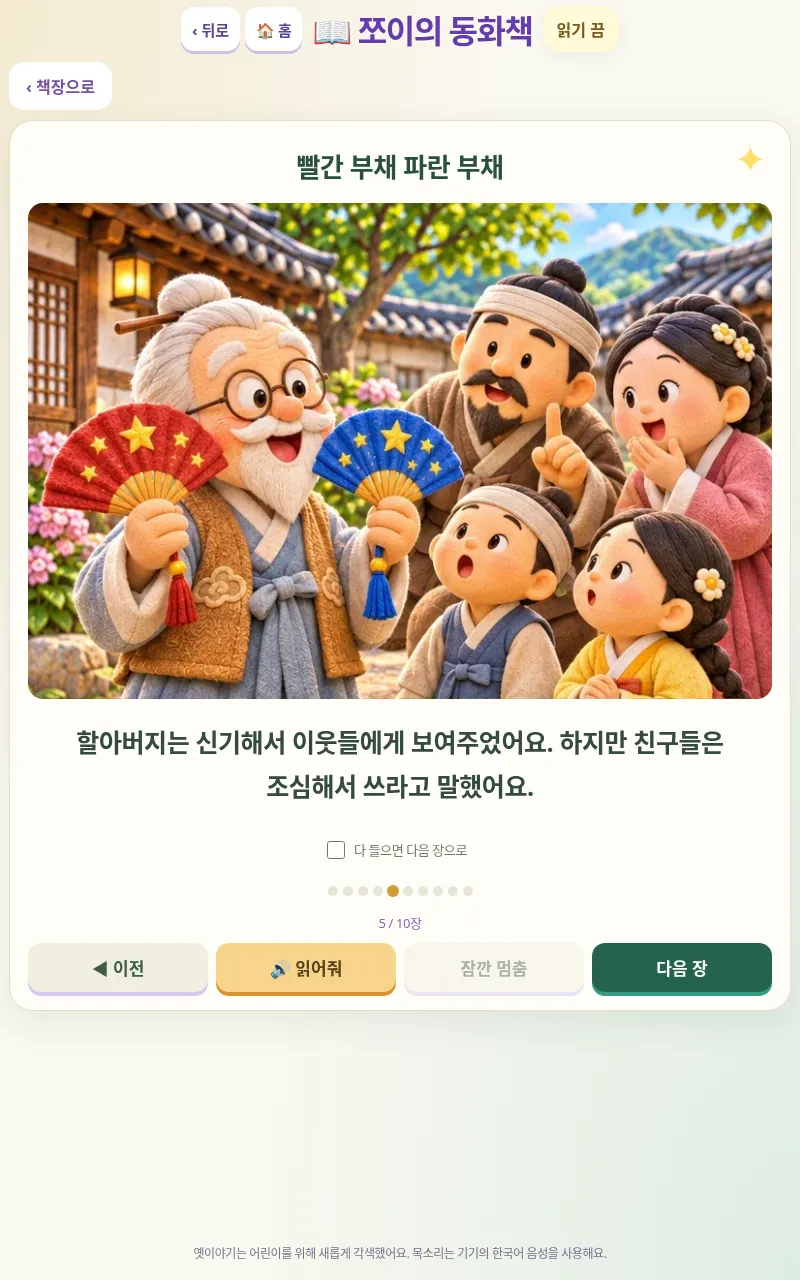 ‹ 뒤로
🏠 홈
📖 쪼이의 동화책
읽기 끝
‹ 책장으로
빨간 부채 파란 부채
할아버지는 신기해서 이웃들에게 보여주었어요. 하지만 친구들은
조심해서 쓰라고 말했어요.
다 들으면 다음 장으로
5 / 10장
◀ 이전
🔊 읽어줘
잠깐 멈춤
다음 장
옛이야기는 어린이를 위해 새롭게 각색했어요. 목소리는 기기의 한국어 음성을 사용해요.